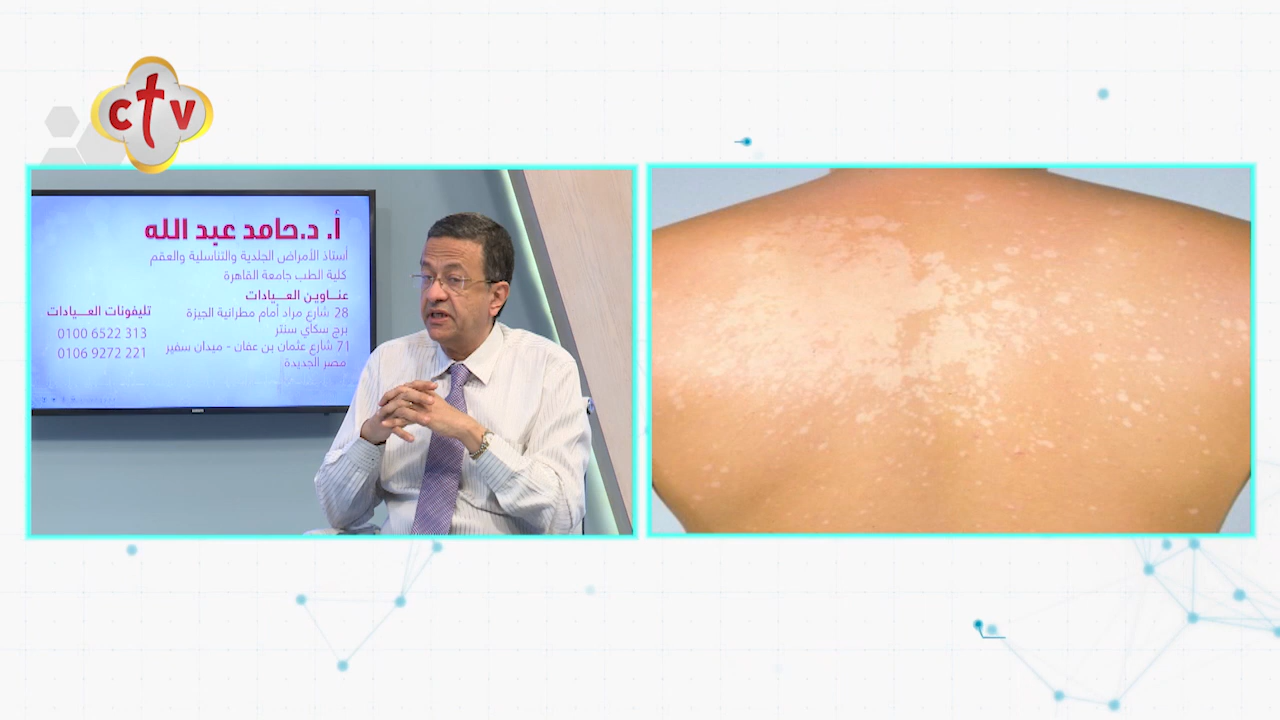 ctv
أ. د.حامد عبد الله
أستاذ الأمراض الجلدية والتناسلية والعقم
كلية الطب جامعة القاهرة
عناوين العيادات
28 شارع مراد أمام مطرانية الجيزة
برج سكاي سنتر
71 شارع عثمان بن عفان - ميدان سفير
مصر الجديدة
تليفونات العيادات
0100 6522 313
0106 9272 221